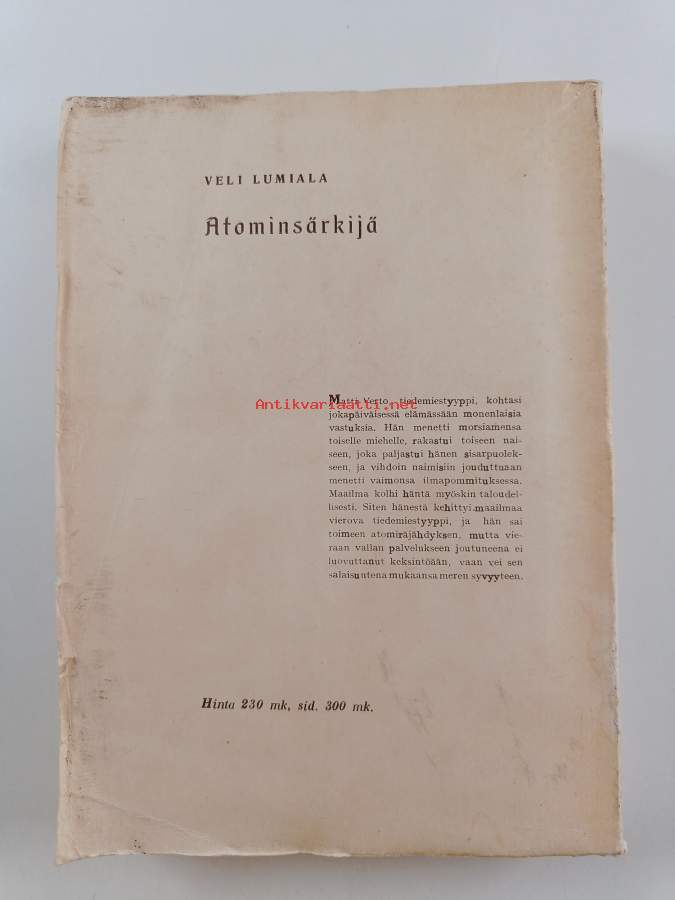 VELI LUMIALA
Atominsärkijä
Antikvariaatti.net
Matti Verto, tiedemiestyyppi, kohtasi
jokapäiväisessä elämässään monenlaisia
vastuksia. Hän menetti morsiamensa
toiselle miehelle, rakastui toiseen nai-
seen, joka paljastui hänen sisarpuolek-
seen, ja vihdoin naimisiin jouduttuaan
menetti vaimonsa ilmapommituksessa.
Maailma kolhi häntä myöskin taloudel-
lisesti. Siten hänestä kehittyi maailmaa
vierova tiedemiestyyppi, ja hän sai
toimeen atomiräjähdyksen, mutta vie-
raan vallan palvelukseen joutuneena ei
luovuttanut keksintöään, vaan vei sen
salaisuutena mukaansa meren syvyyteen.
Hinta 230 mk, sid. 300 mk.